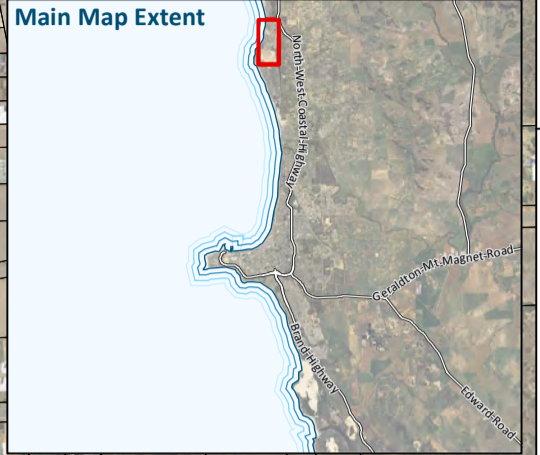 Main Map Extent
North-West-Coastal-Highway
Geraldton-Mt.Magnet-Road
Brand-Highway
Edward-Road